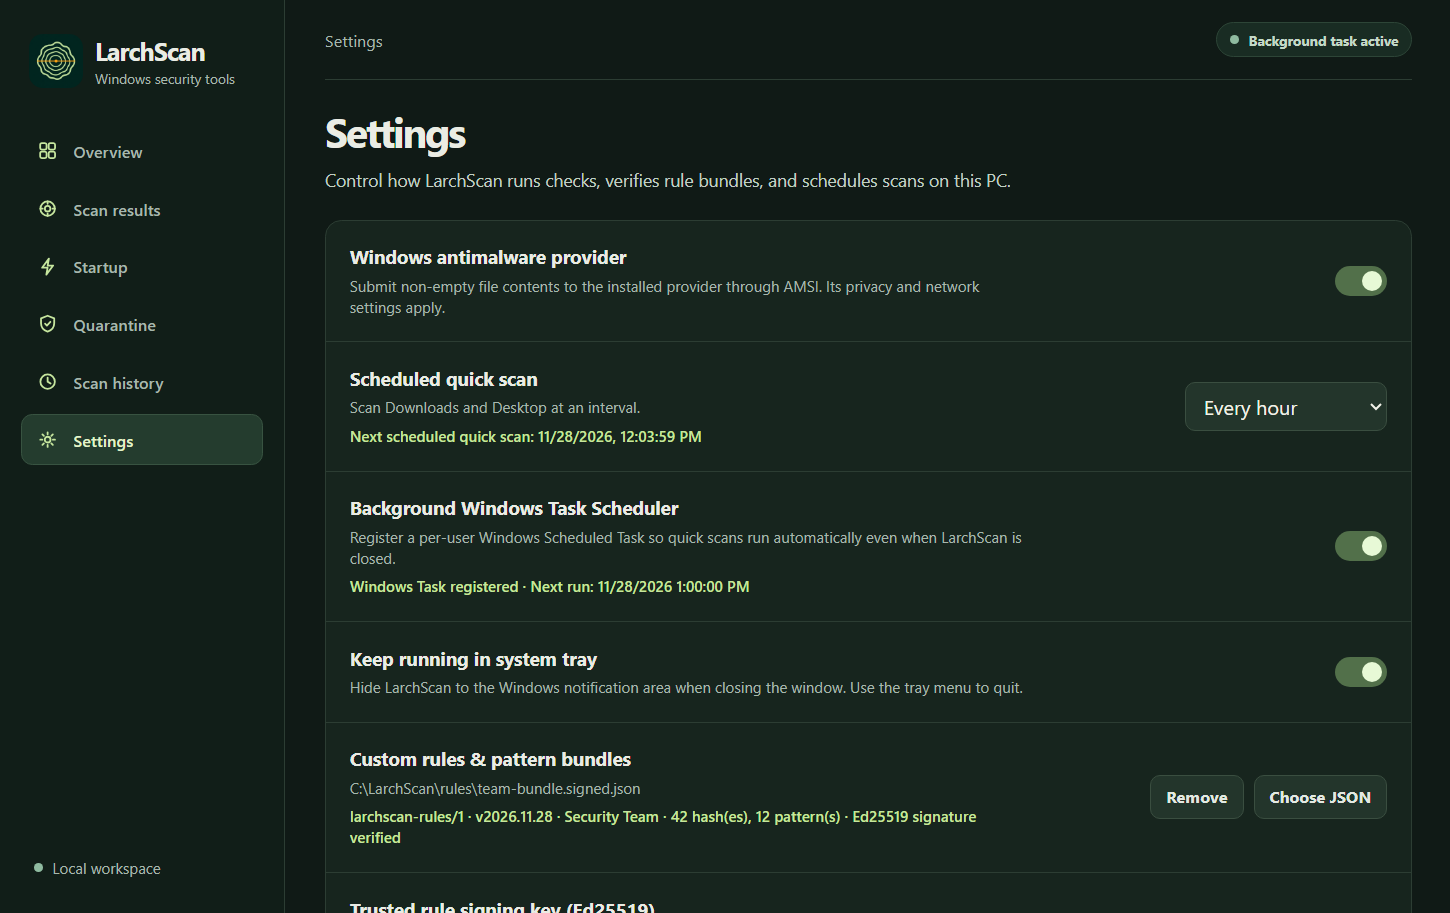 LarchScan
Windows security tools
Overview
Scan results
Startup
Quarantine
Scan history
Settings
Local workspace
Settings
Background task active
Settings
Control how LarchScan runs checks, verifies rule bundles, and schedules scans on this PC.
Windows antimalware provider
Submit non-empty file contents to the installed provider through AMSI. Its privacy and network
settings apply.
Scheduled quick scan
Scan Downloads and Desktop at an interval.
Next scheduled quick scan: 11/28/2026, 12:03:59 PM
Every hour
Background Windows Task Scheduler
Register a per-user Windows Scheduled Task so quick scans run automatically even when LarchScan is
closed.
Windows Task registered · Next run: 11/28/2026 1:00:00 PM
Keep running in system tray
Hide LarchScan to the Windows notification area when closing the window. Use the tray menu to quit.
Custom rules & pattern bundles
C:\LarchScan\rules\team-bundle.signed.json
larchscan-rules/1 · v2026.11.28 · Security Team · 42 hash(es), 12 pattern(s) · Ed25519 signature
verified
Remove
Choose JSON
Trusted rule signing key (Ed25519)